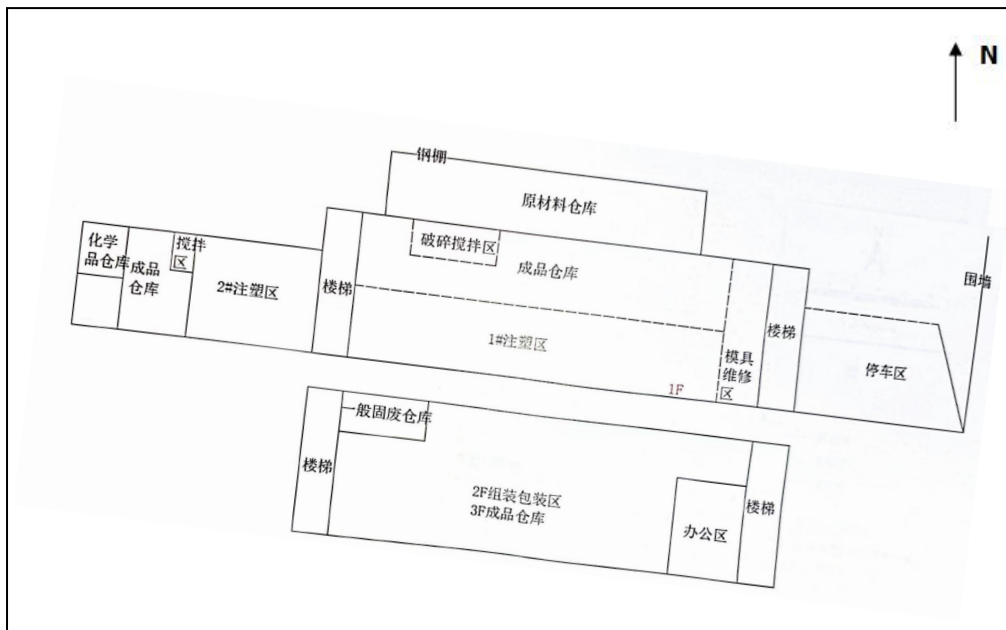 N
钢棚
原材料仓库
化学
品仓库
成品
仓库
搅拌
区
2#注塑区
楼梯
破碎搅拌区
成品仓库
1#注塑区
1F
模具
维修
区
楼梯
停车区
围墙
一般固废仓库
楼梯
2F组装包装区
3F成品仓库
办公区
楼梯